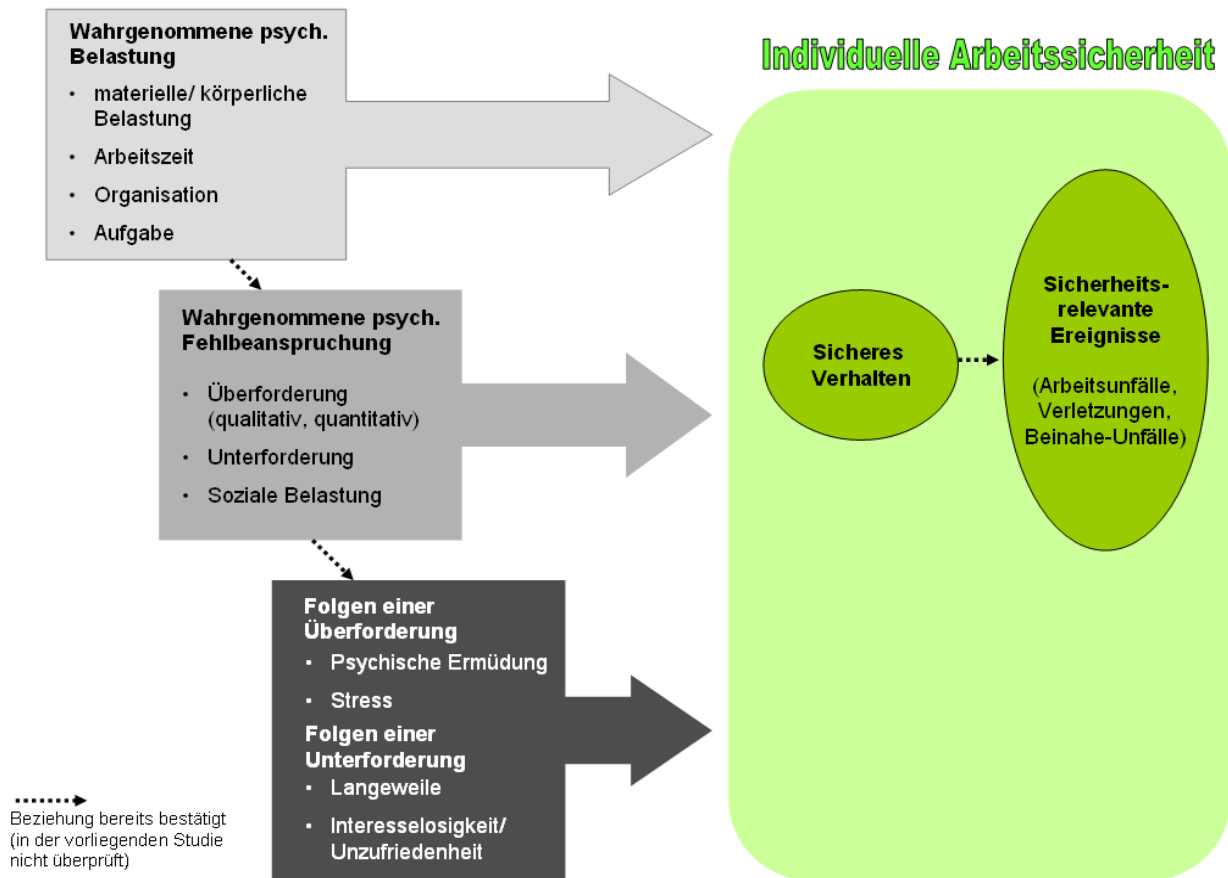 Wahrgenommene psych.
Belastung
• materielle/ körperliche
Belastung
• Arbeitszeit
• Organisation
• Aufgabe
Wahrgenommene psych.
Fehlbeanspruchung
• Überforderung
(qualitativ, quantitativ)
• Unterforderung
• Soziale Belastung
Folgen einer
Überforderung
• Psychische Ermüdung
• Stress
Folgen einer
Unterforderung
• Langeweile
• Interesselosigkeit/
Unzufriedenheit
Beziehung bereits bestätigt
(in der vorliegenden Studie
nicht überprüft)
Individuelle Arbeitssicherheit
Sicheres
Verhalten
Sicherheits-
relevante
Ereignisse
(Arbeitsunfälle,
Verletzungen,
Beinahe-Unfälle)